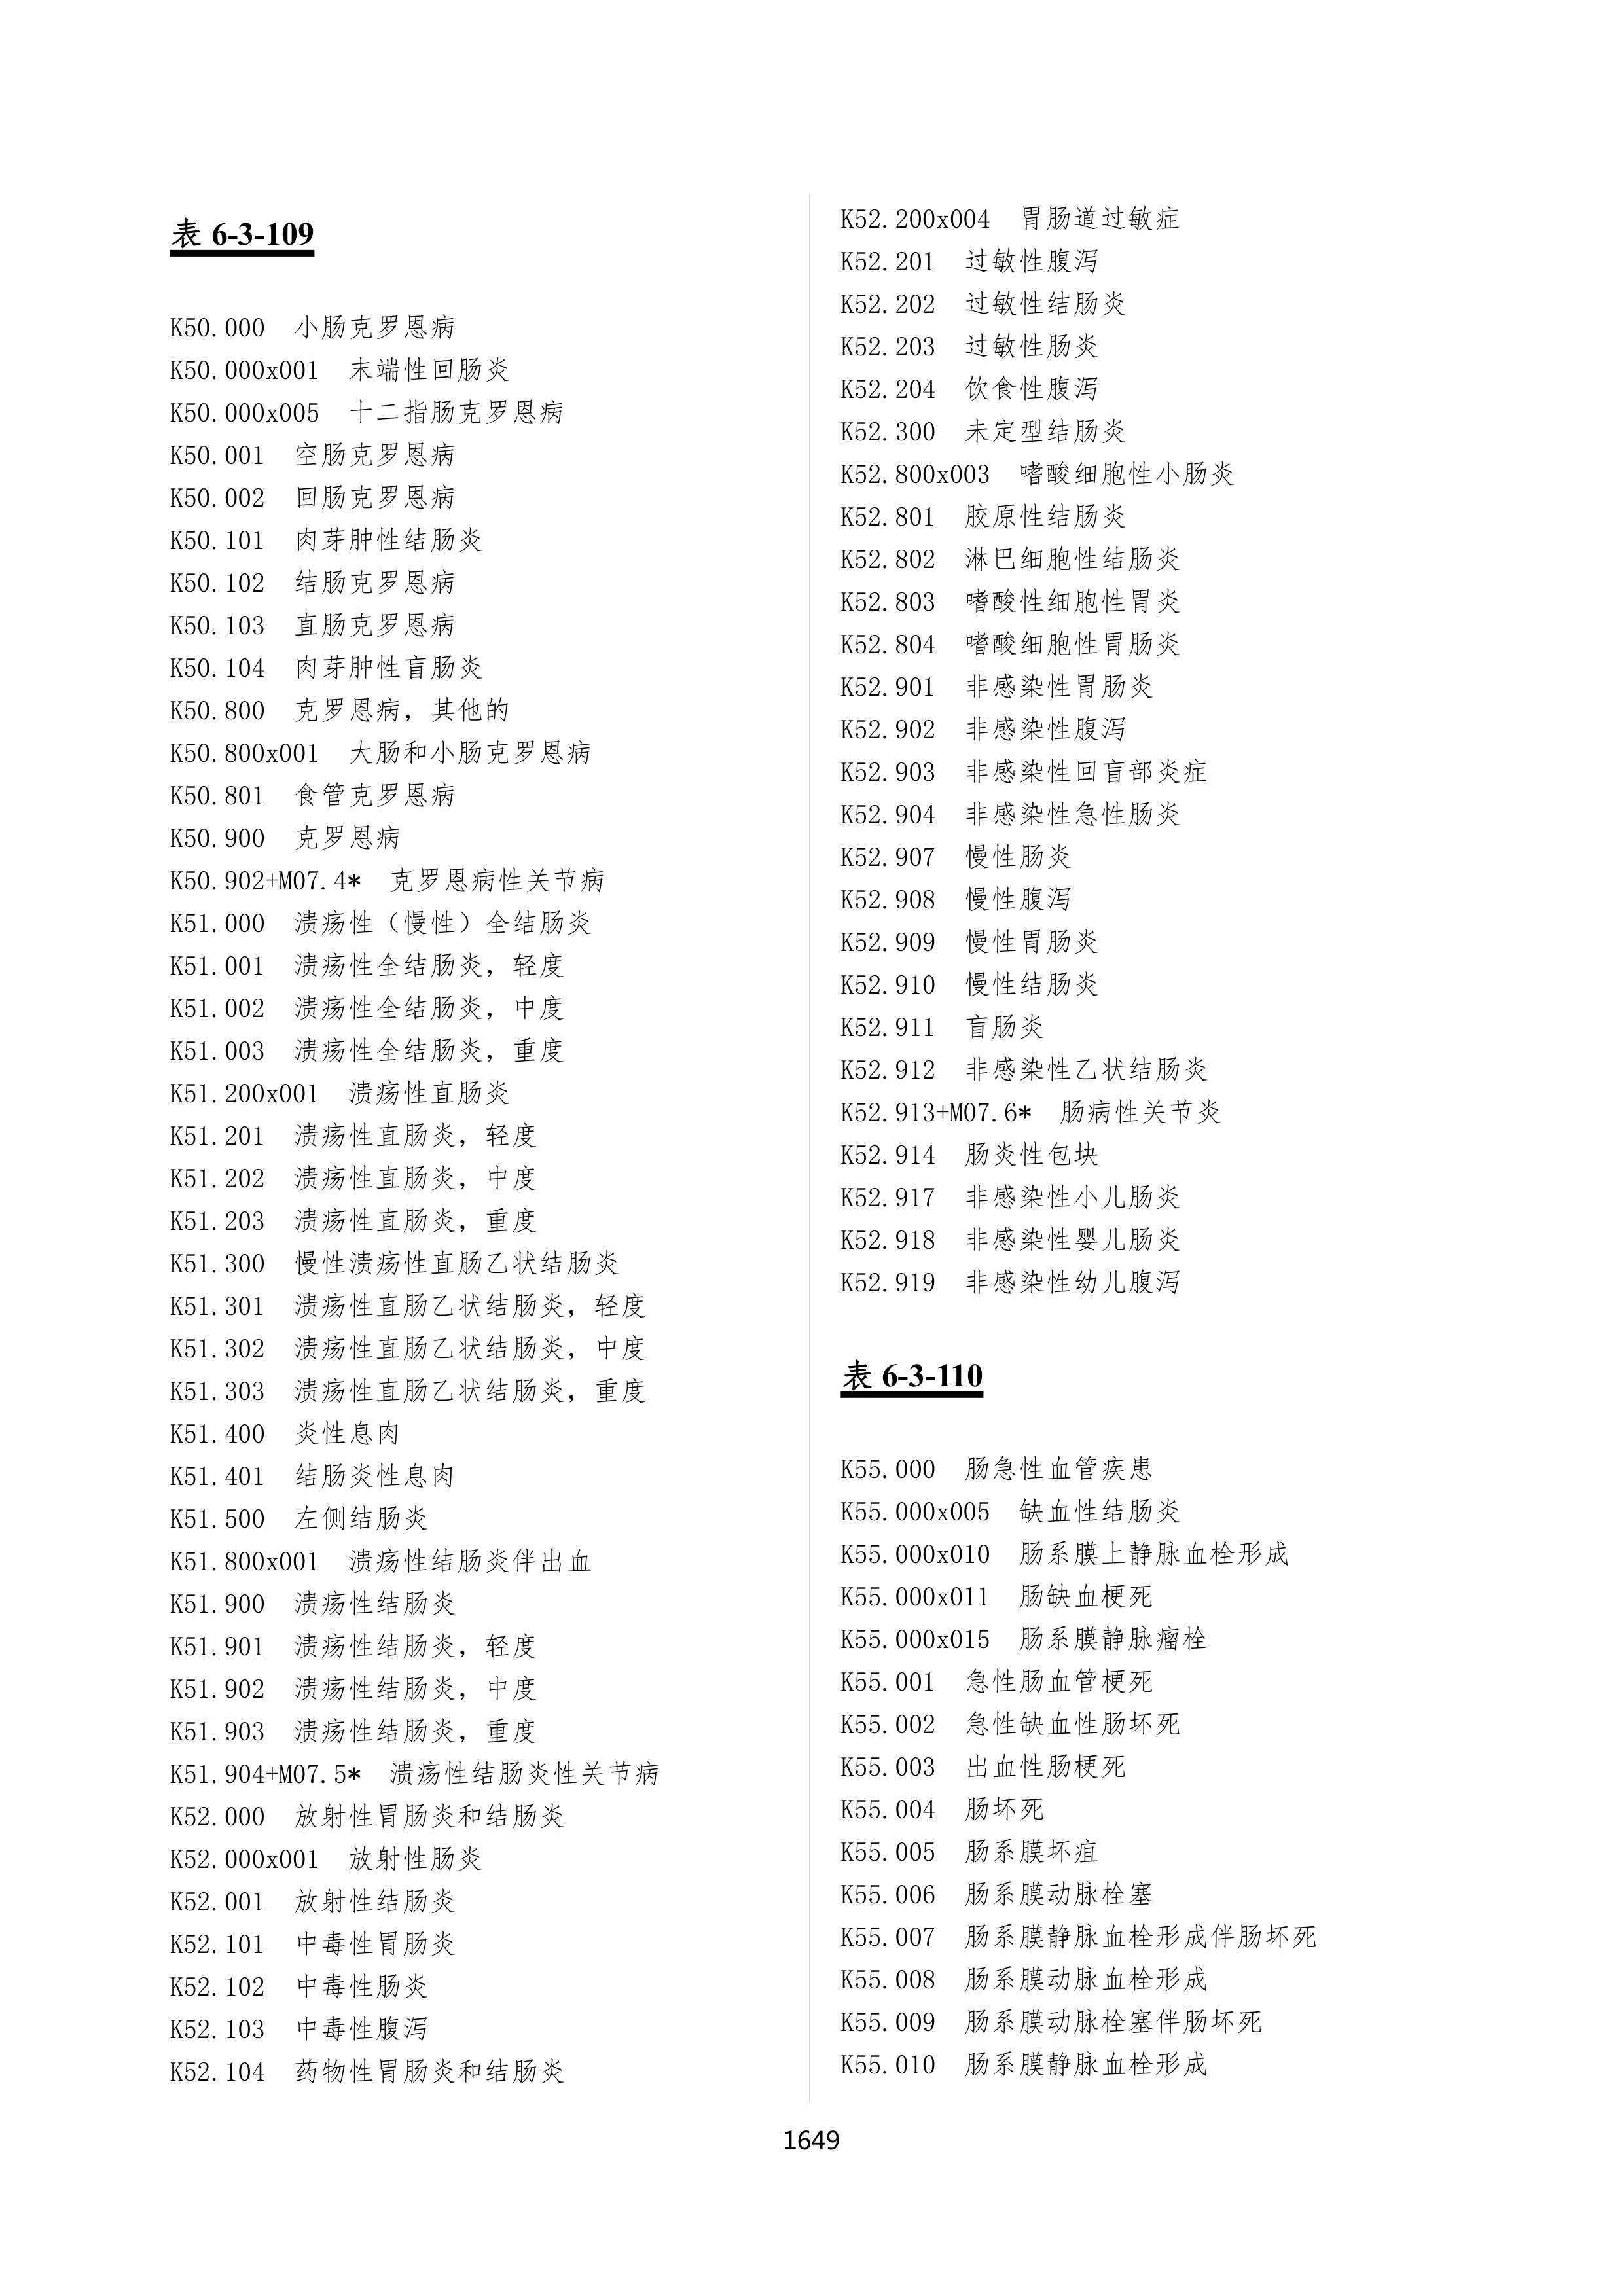 表 6-3-109
K50.000 小肠克罗恩病
K50.000x001 末端性回肠炎
K50.000x005 十二指肠克罗恩病
K50.001 空肠克罗恩病
K50.002 回肠克罗恩病
K50.101 肉芽肿性结肠炎
K50.102 结肠克罗恩病
K50.103 直肠克罗恩病
K50.104 肉芽肿性盲肠炎
K50.800 克罗恩病，其他的
K50.800x001 大肠和小肠克罗恩病
K50.801 食管克罗恩病
K50.900 克罗恩病
K50.902+M07.4* 克罗恩病性关节病
K51.000 溃疡性（慢性）全结肠炎
K51.001 溃疡性全结肠炎，轻度
K51.002 溃疡性全结肠炎，中度
K51.003 溃疡性全结肠炎，重度
K51.200x001 溃疡性直肠炎
K51.201 溃疡性直肠炎，轻度
K51.202 溃疡性直肠炎，中度
K51.203 溃疡性直肠炎，重度
K51.300 慢性溃疡性直肠乙状结肠炎
K51.301 溃疡性直肠乙状结肠炎，轻度
K51.302 溃疡性直肠乙状结肠炎，中度
K51.303 溃疡性直肠乙状结肠炎，重度
K51.400 炎性息肉
K51.401 结肠炎性息肉
K51.500 左侧结肠炎
K51.800x001 溃疡性结肠炎伴出血
K51.900 溃疡性结肠炎
K51.901 溃疡性结肠炎，轻度
K51.902 溃疡性结肠炎，中度
K51.903 溃疡性结肠炎，重度
K51.904+M07.5* 溃疡性结肠炎性关节病
K52.000 放射性胃肠炎和结肠炎
K52.000x001 放射性肠炎
K52.001 放射性结肠炎
K52.101 中毒性胃肠炎
K52.102 中毒性肠炎
K52.103 中毒性腹泻
K52.104 药物性胃肠炎和结肠炎
K52.200x004 胃肠道过敏症
K52.201 过敏性腹泻
K52.202 过敏性结肠炎
K52.203 过敏性肠炎
K52.204 饮食性腹泻
K52.300 未定型结肠炎
K52.800x003 嗜酸细胞性小肠炎
K52.801 胶原性结肠炎
K52.802 淋巴细胞性结肠炎
K52.803 嗜酸性细胞性胃炎
K52.804 嗜酸细胞性胃肠炎
K52.901 非感染性胃肠炎
K52.902 非感染性腹泻
K52.903 非感染性回盲部炎症
K52.904 非感染性急性肠炎
K52.907 慢性肠炎
K52.908 慢性腹泻
K52.909 慢性胃肠炎
K52.910 慢性结肠炎
K52.911 盲肠炎
K52.912 非感染性乙状结肠炎
K52.913+M07.6* 肠病性关节炎
K52.914 肠炎性包块
K52.917 非感染性小儿肠炎
K52.918 非感染性婴儿肠炎
K52.919 非感染性幼儿腹泻
表 6-3-110
K55.000 肠急性血管疾患
K55.000x005 缺血性结肠炎
K55.000x010 肠系膜上静脉血栓形成
K55.000x011 肠缺血梗死
K55.000x015 肠系膜静脉瘤栓
K55.001 急性肠血管梗死
K55.002 急性缺血性肠坏死
K55.003 出血性肠梗死
K55.004 肠坏死
K55.005 肠系膜坏疽
K55.006 肠系膜动脉栓塞
K55.007 肠系膜静脉血栓形成伴肠坏死
K55.008 肠系膜动脉血栓形成
K55.009 肠系膜动脉栓塞伴肠坏死
K55.010 肠系膜静脉血栓形成
1649